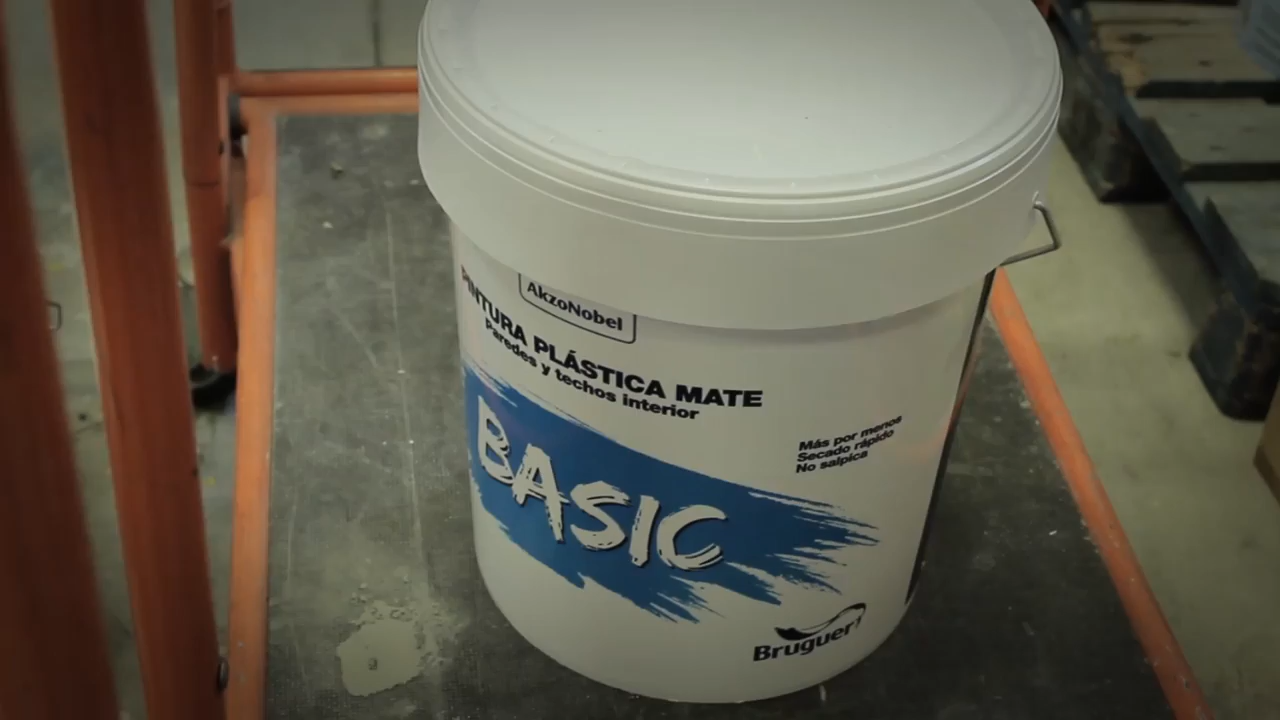 AkzoNobel
PINTURA PLÁSTICA MATE
Paredes y techos interior
BASIC
Más por menos
Secado rápido
No salpica
Bruguer